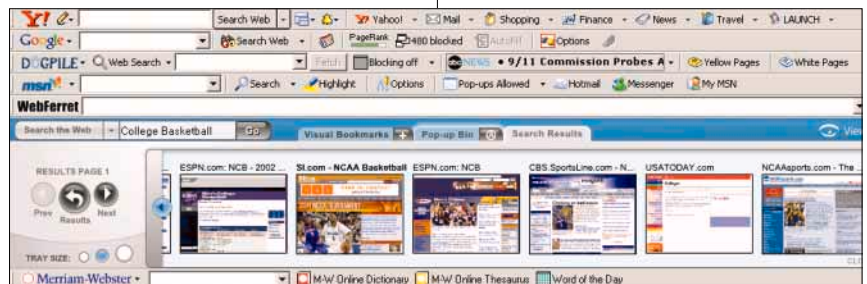 Y! Search Web Yahoo! Mail Shopping Finance News Travel LAUNCH
Google Search Web PageRank 3480 blocked AutoFill Options
DOGPILE Web Search Fetch! Blocking off abc NEWS • 9/11 Commission Probes A Yellow Pages White Pages
msn Search Highlight Options Pop-ups Allowed Hotmail Messenger My MSN
WebFerret
Search the Web College Basketball Go Visual Bookmarks Pop-up Bin Search Results View
RESULTS PAGE 1
ESPN.com: NCB - 2002 ... SI.com - NCAA Basketball ESPN.com: NCB CBS.SportsLine.com - N... USATODAY.com NCAAsports.com - The ...
Prev Results Next
TRAY SIZE:
Merriam-Webster M-W Online Dictionary M-W Online Thesaurus Word of the Day